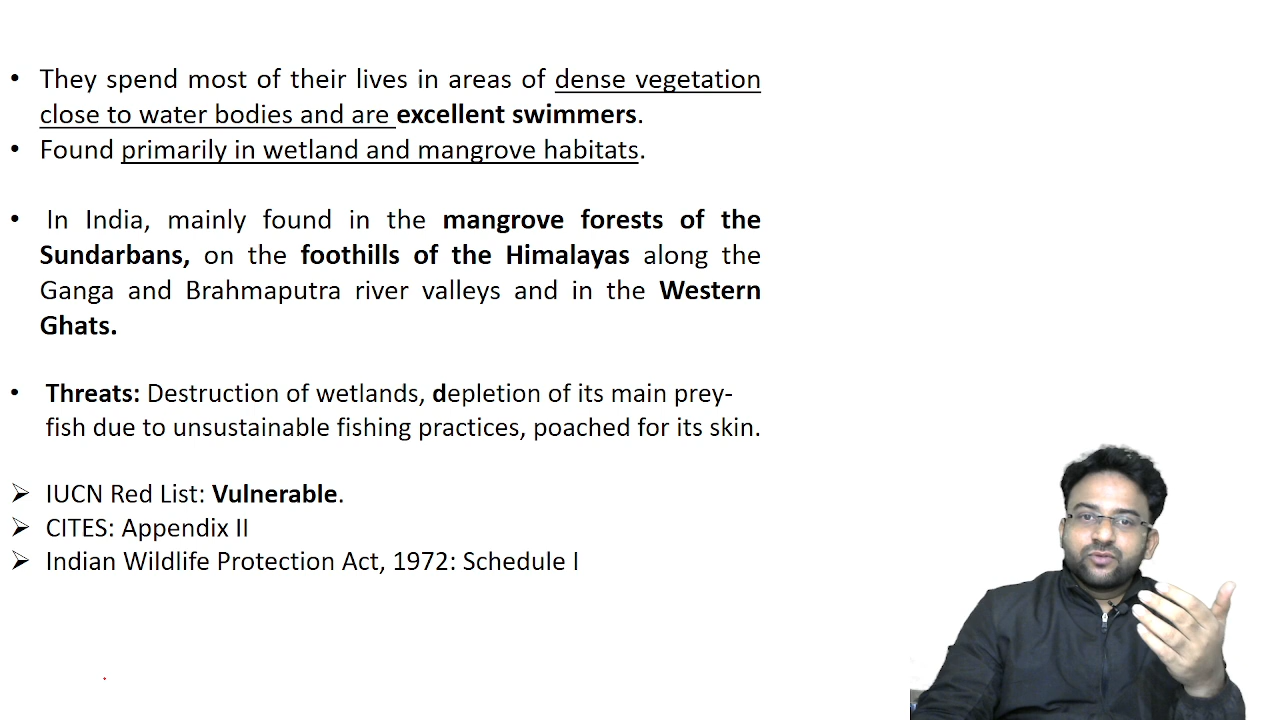 • They spend most of their lives in areas of dense vegetation
close to water bodies and are excellent swimmers.
• Found primarily in wetland and mangrove habitats.
• In India, mainly found in the mangrove forests of the
Sundarbans, on the foothills of the Himalayas along the
Ganga and Brahmaputra river valleys and in the Western
Ghats.
• Threats: Destruction of wetlands, depletion of its main prey-
fish due to unsustainable fishing practices, poached for its skin.
➢ IUCN Red List: Vulnerable.
➢ CITES: Appendix II
➢ Indian Wildlife Protection Act, 1972: Schedule I